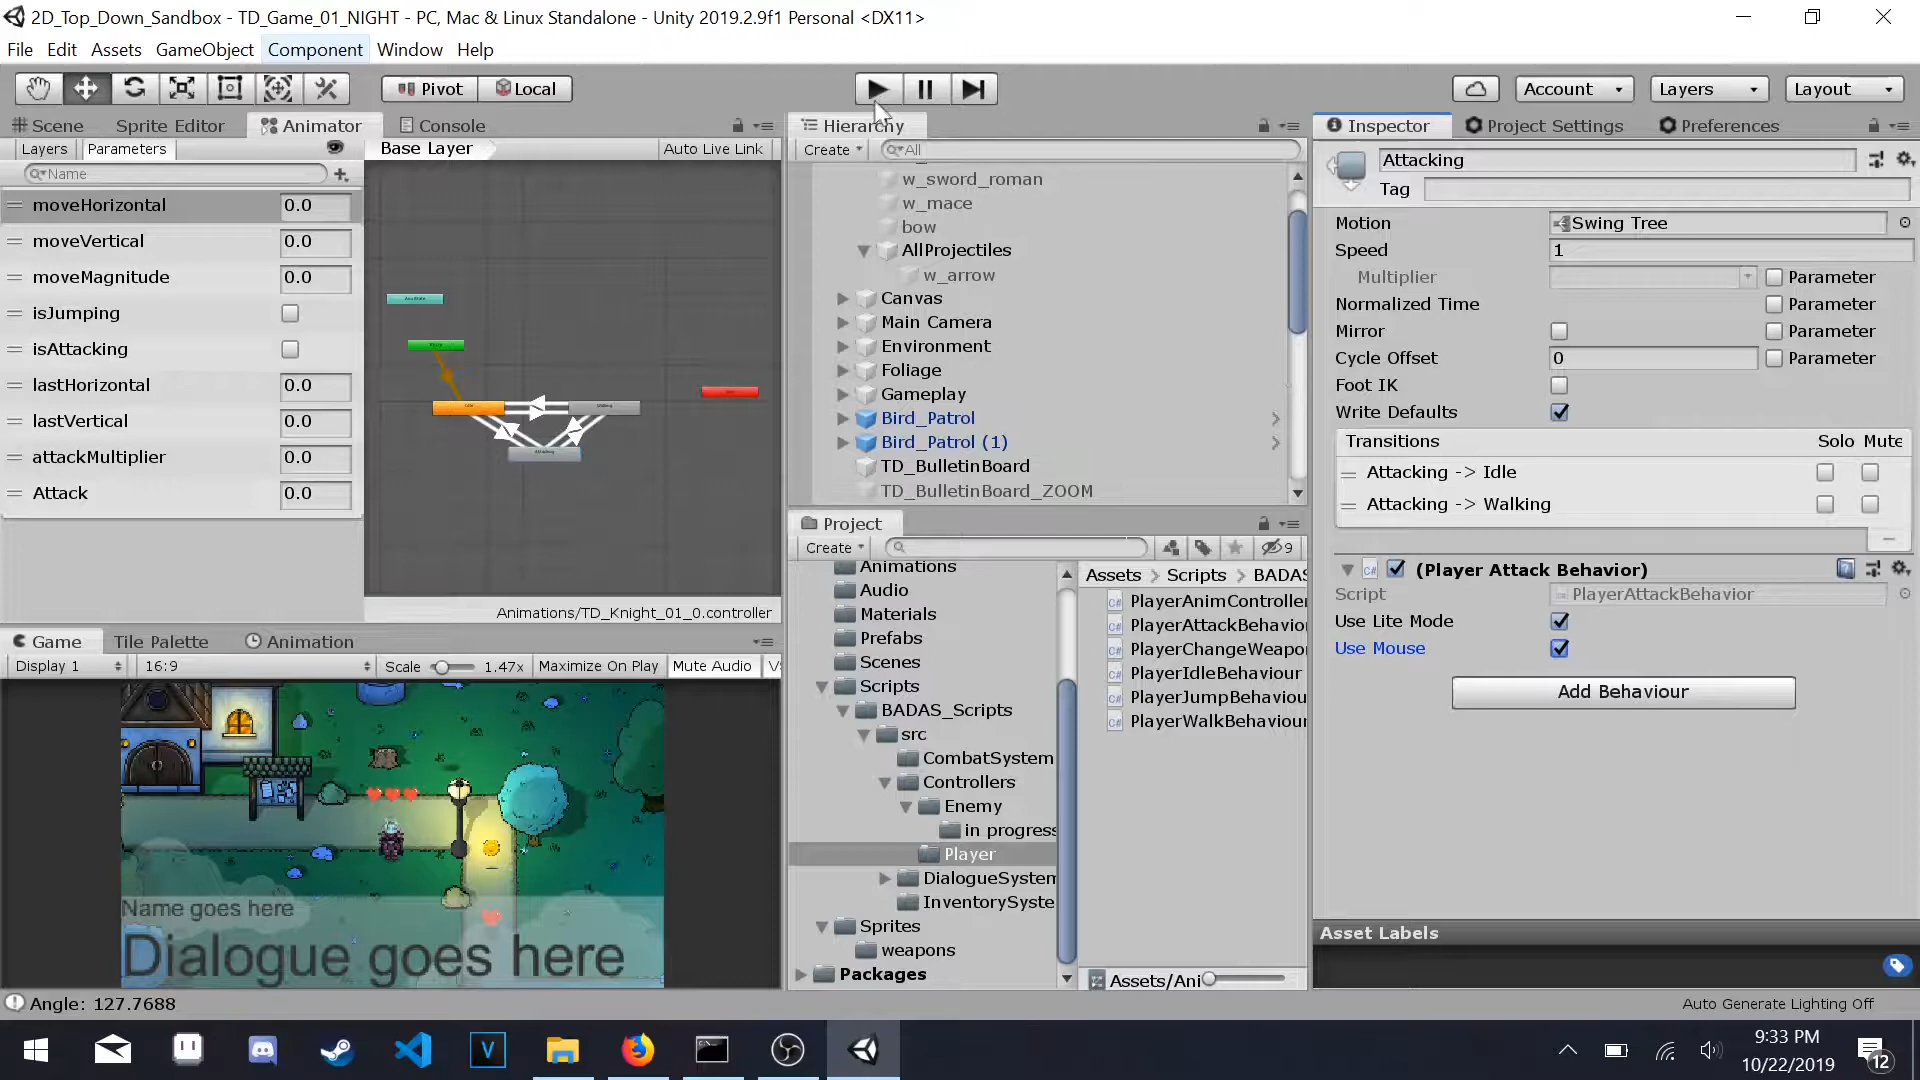 2D_Top_Down_Sandbox - TD_Game_01_NIGHT - PC, Mac & Linux Standalone - Unity 2019.2.9f1 Personal <DX11>
File Edit Assets GameObject Component Window Help
Pivot Local
Account Layers Layout
Scene Sprite Editor Animator Console
Layers Parameters
Base Layer Auto Live Link
Name
moveHorizontal 0.0
moveVertical 0.0
moveMagnitude 0.0
isJumping
isAttacking
lastHorizontal 0.0
lastVertical 0.0
attackMultiplier 0.0
Attack 0.0
Animations/TD_Knight_01_0.controller
Game Tile Palette Animation
Display 1 16:9 Scale 1.47x Maximize On Play Mute Audio
Name goes here
Dialogue goes here
Hierarchy
Create All
w_sword_roman
w_mace
bow
AllProjectiles
w_arrow
Canvas
Main Camera
Environment
Foliage
Gameplay
Bird_Patrol
Bird_Patrol (1)
TD_BulletinBoard
TD_BulletinBoard_ZOOM
Project
Create 9
Animations
Audio
Materials
Prefabs
Scenes
Scripts
BADAS_Scripts
src
CombatSystem
Controllers
Enemy
in progress
Player
DialogueSystem
InventorySyste
Sprites
weapons
Packages
Assets > Scripts > BADAS
PlayerAnimController
PlayerAttackBehavior
PlayerChangeWeapo
PlayerIdleBehaviour
PlayerJumpBehaviou
PlayerWalkBehaviour
Assets/Ani
Inspector Project Settings Preferences
Attacking
Tag
Motion Swing Tree
Speed 1
Multiplier Parameter
Normalized Time Parameter
Mirror Parameter
Cycle Offset 0 Parameter
Foot IK
Write Defaults
Transitions Solo Mute
Attacking -> Idle
Attacking -> Walking
(Player Attack Behavior)
Script PlayerAttackBehavior
Use Lite Mode
Use Mouse
Add Behaviour
Asset Labels
Angle: 127.7688
Auto Generate Lighting Off
9:33 PM
10/22/2019
12